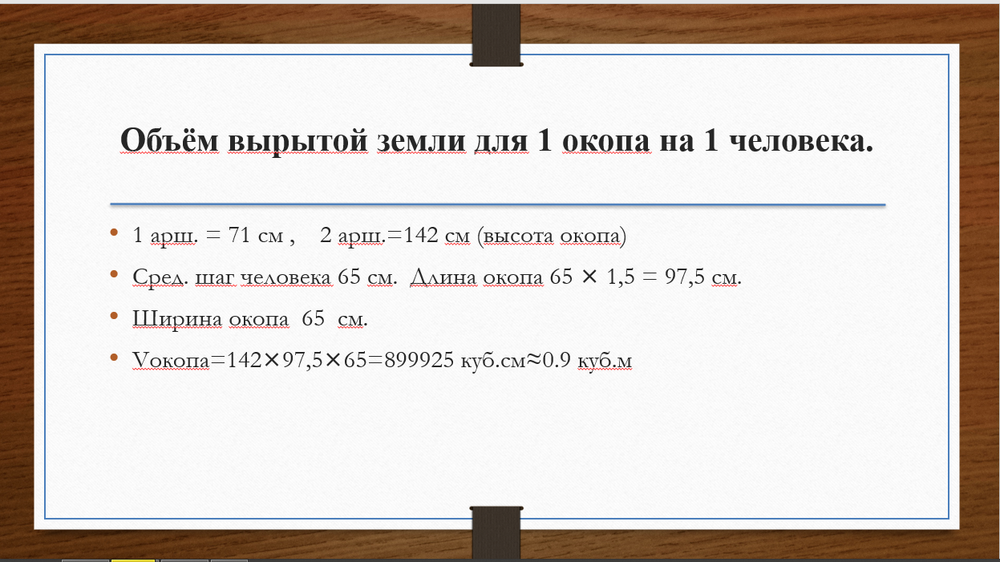 Объём вырытой земли для 1 окопа на 1 человека.
• 1 арш. = 71 см , 2 арш.=142 см (высота окопа)
• Сред. шаг человека 65 см. Длина окопа 65 × 1,5 = 97,5 см.
• Ширина окопа 65 см.
• Vокопа=142×97,5×65=899925 куб.см≈0.9 куб.м